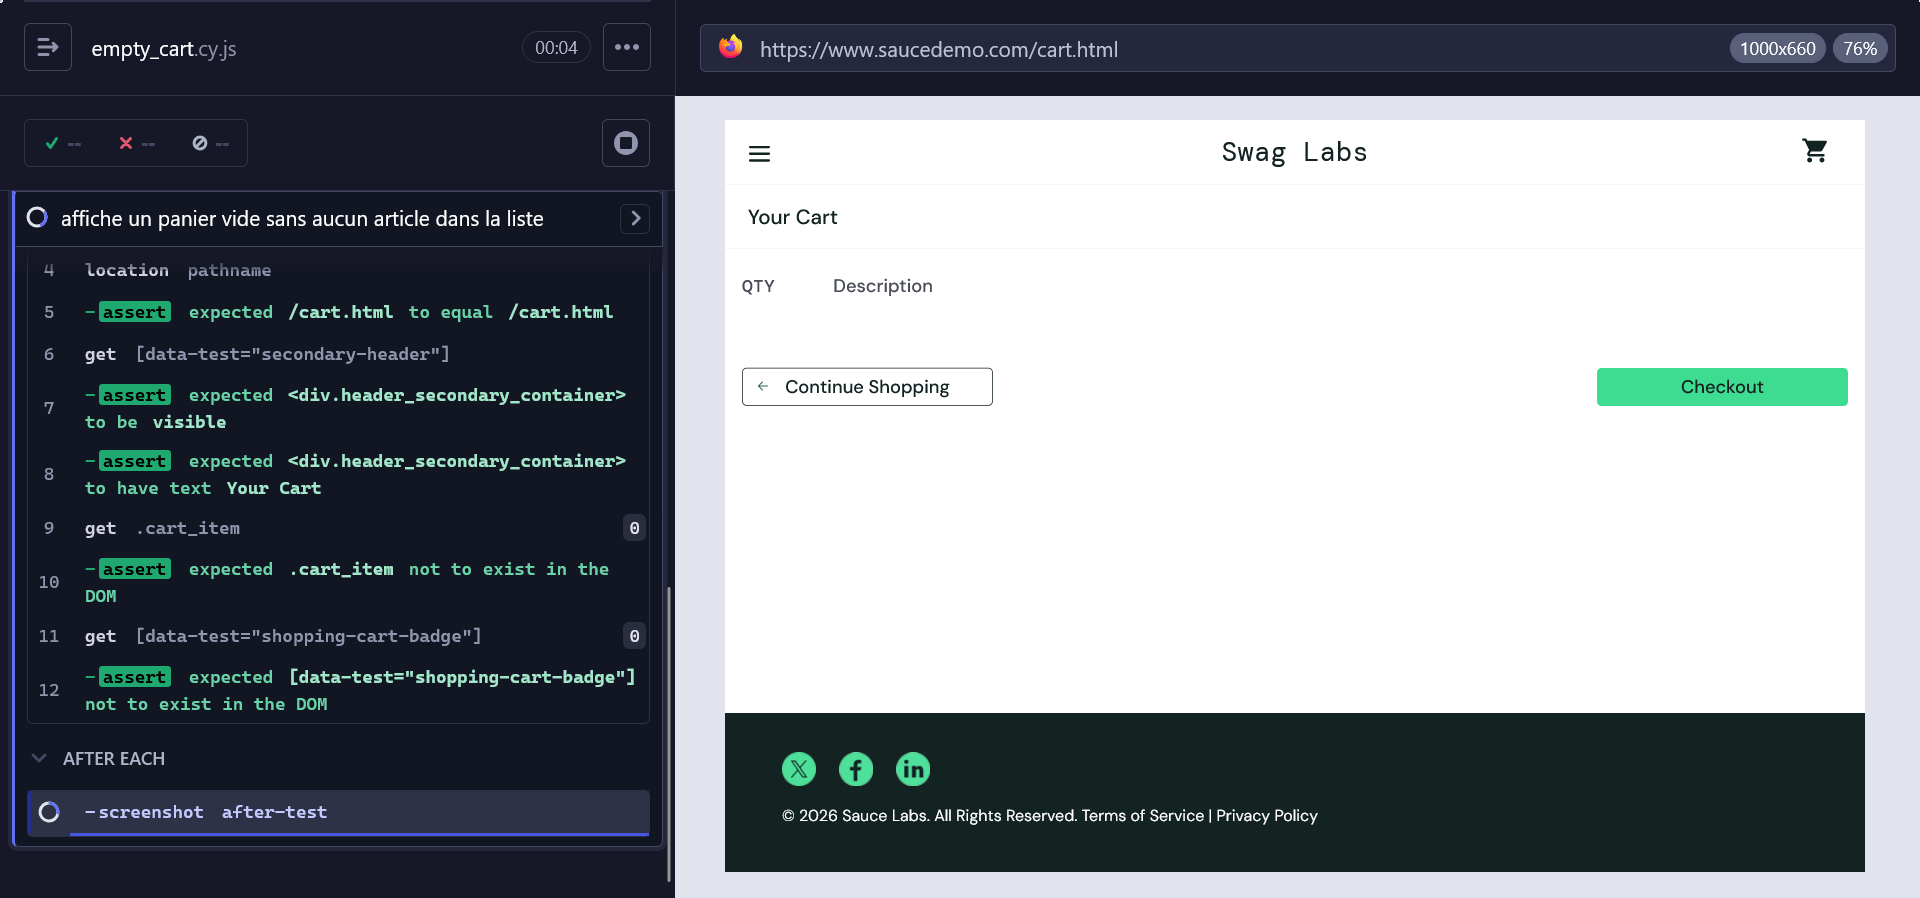 empty_cart.cy.js
00:04
--
--
--
affiche un panier vide sans aucun article dans la liste
4 location pathname
5 -assert expected /cart.html to equal /cart.html
6 get [data-test="secondary-header"]
7 -assert expected <div.header_secondary_container>
to be visible
8 -assert expected <div.header_secondary_container>
to have text Your Cart
9 get .cart_item 0
10 -assert expected .cart_item not to exist in the
DOM
11 get [data-test="shopping-cart-badge"] 0
12 -assert expected [data-test="shopping-cart-badge"]
not to exist in the DOM
AFTER EACH
-screenshot after-test
https://www.saucedemo.com/cart.html
1000x660
76%
Swag Labs
Your Cart
QTY Description
Continue Shopping
Checkout
© 2026 Sauce Labs. All Rights Reserved. Terms of Service | Privacy Policy